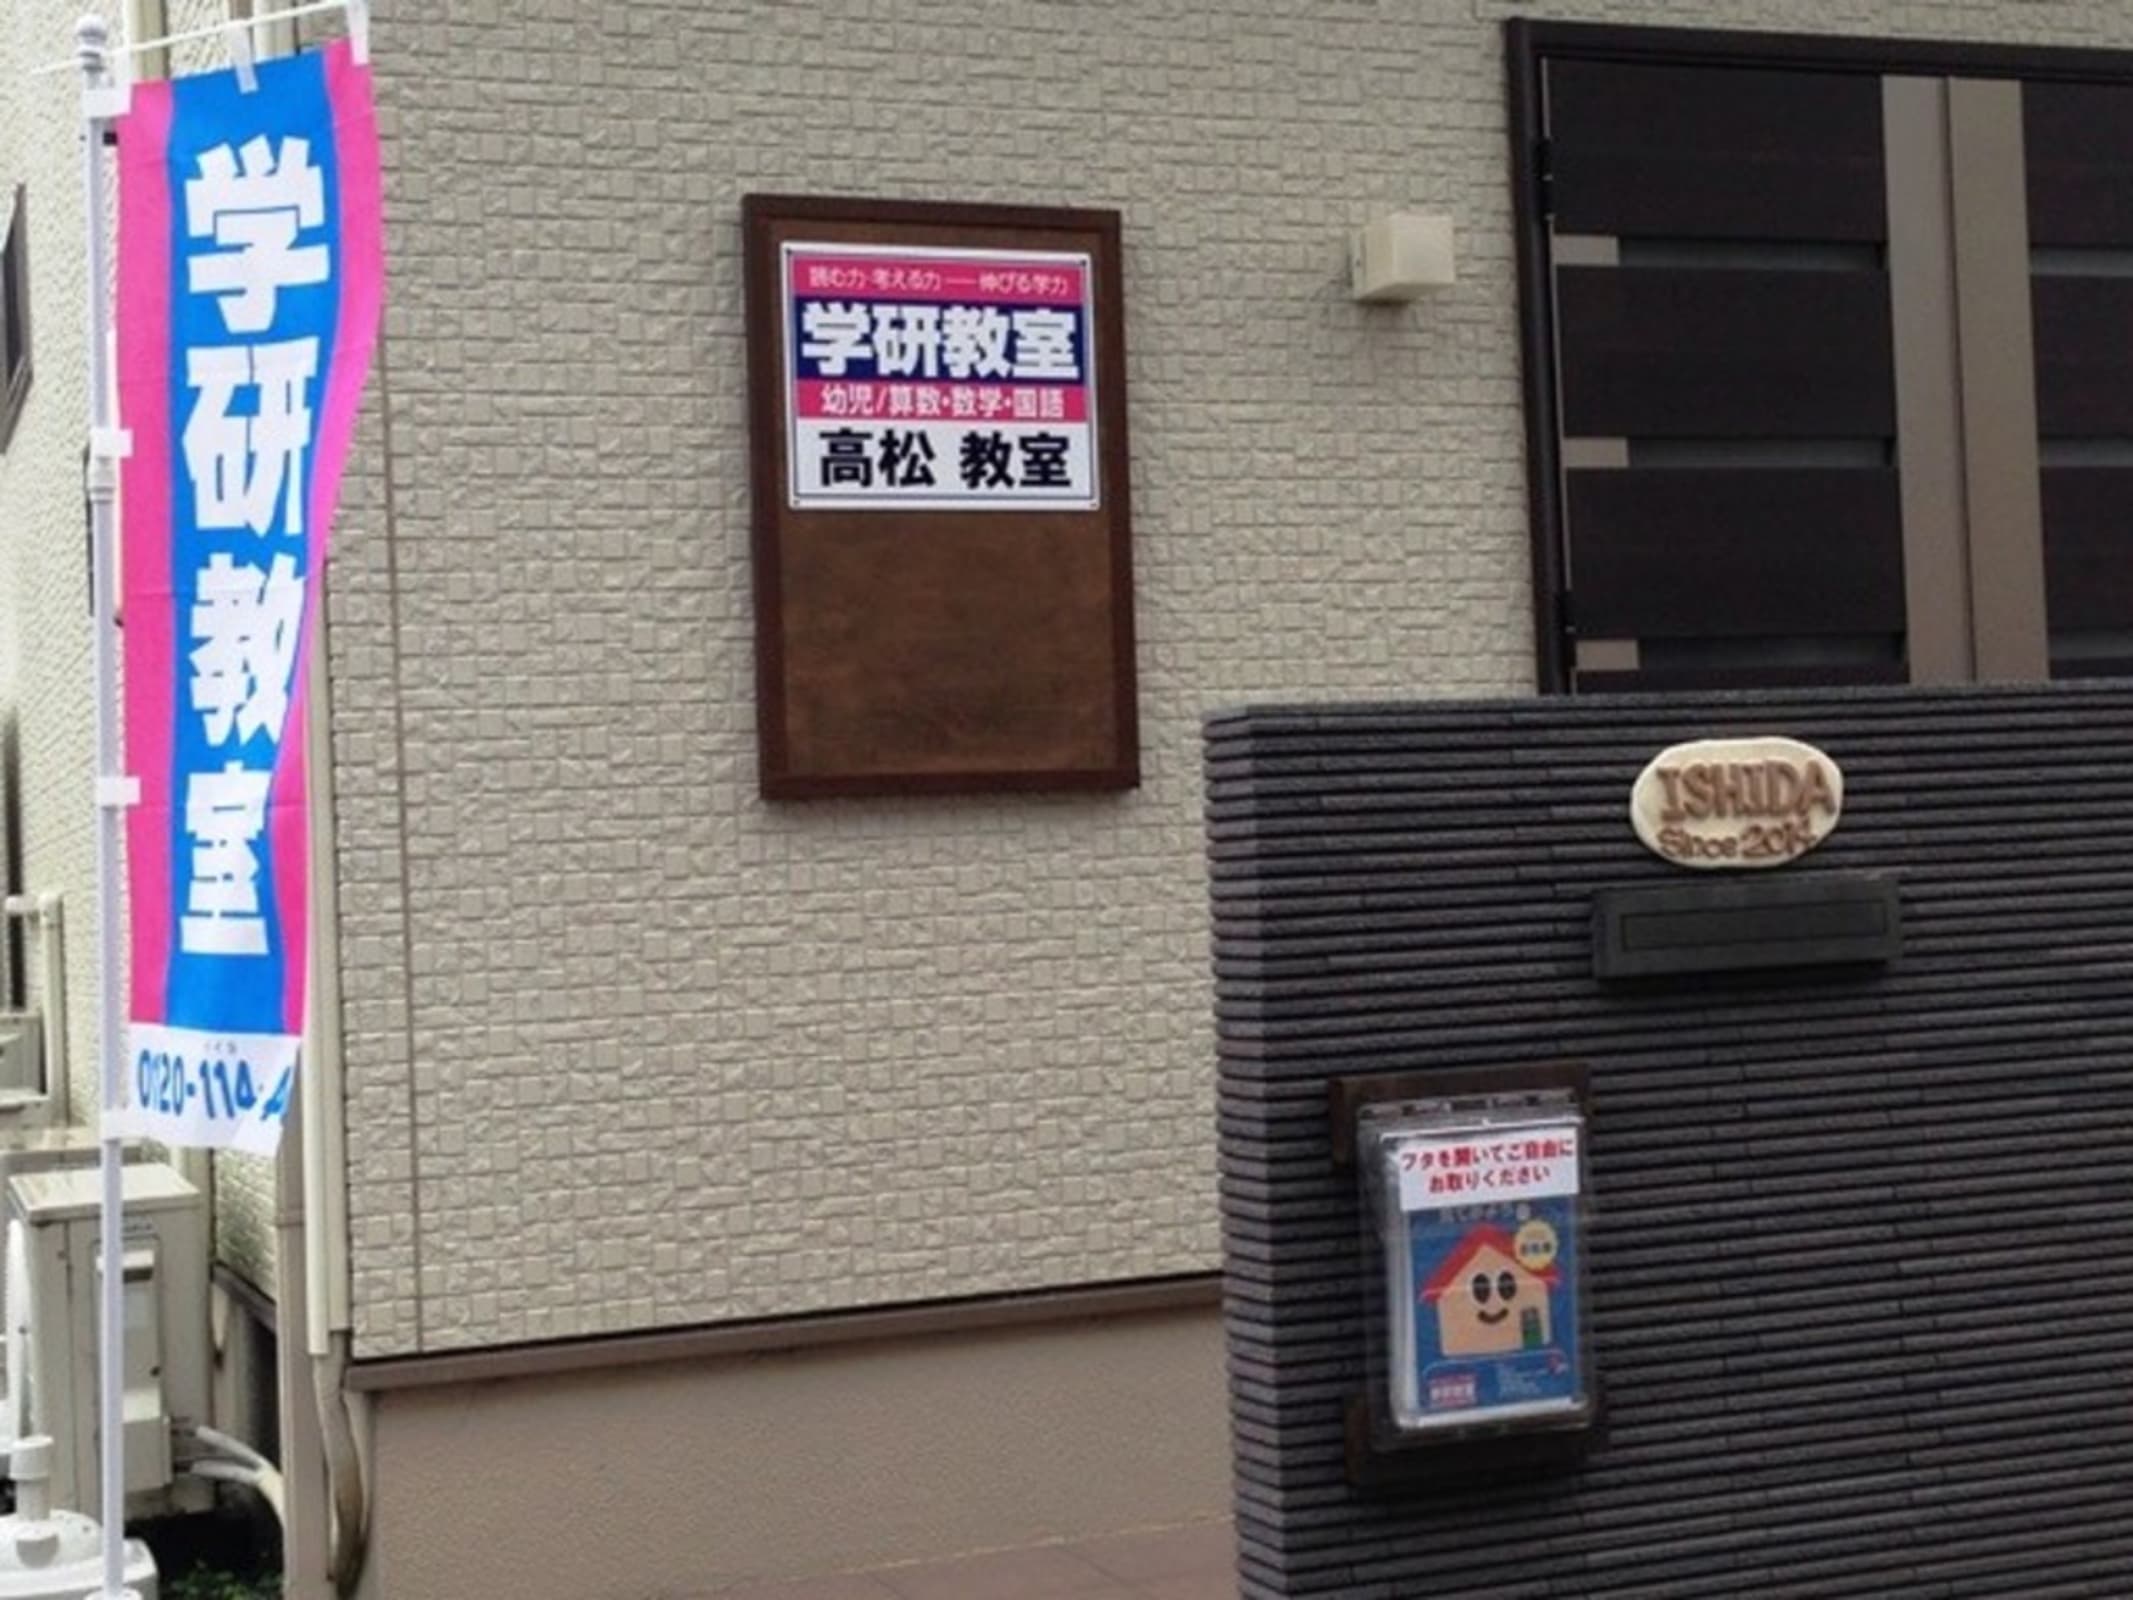 学研教室
0120-114-
読む力・考える力――伸びる学力
学研教室
幼児/算数・数学・国語
高松 教室
ISHIDA
Since
フタを開いてご自由に
お取りください